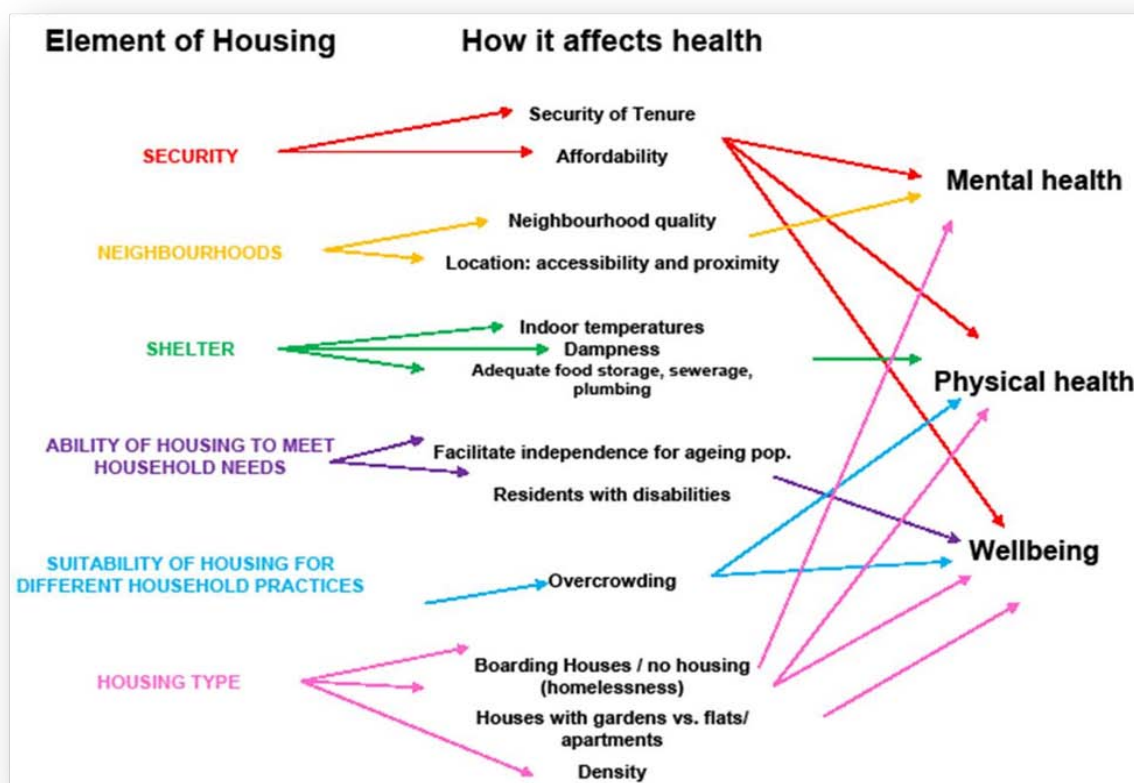 Element of Housing
How it affects health
SECURITY
Security of Tenure
Affordability
Mental health
NEIGHBOURHOODS
Neighbourhood quality
Location: accessibility and proximity
SHELTER
Indoor temperatures
Dampness
Adequate food storage, sewerage,
plumbing
Physical health
ABILITY OF HOUSING TO MEET
HOUSEHOLD NEEDS
Facilitate independence for ageing pop.
Residents with disabilities
Wellbeing
SUITABILITY OF HOUSING FOR
DIFFERENT HOUSEHOLD PRACTICES
Overcrowding
HOUSING TYPE
Boarding Houses / no housing
(homelessness)
Houses with gardens vs. flats/
apartments
Density